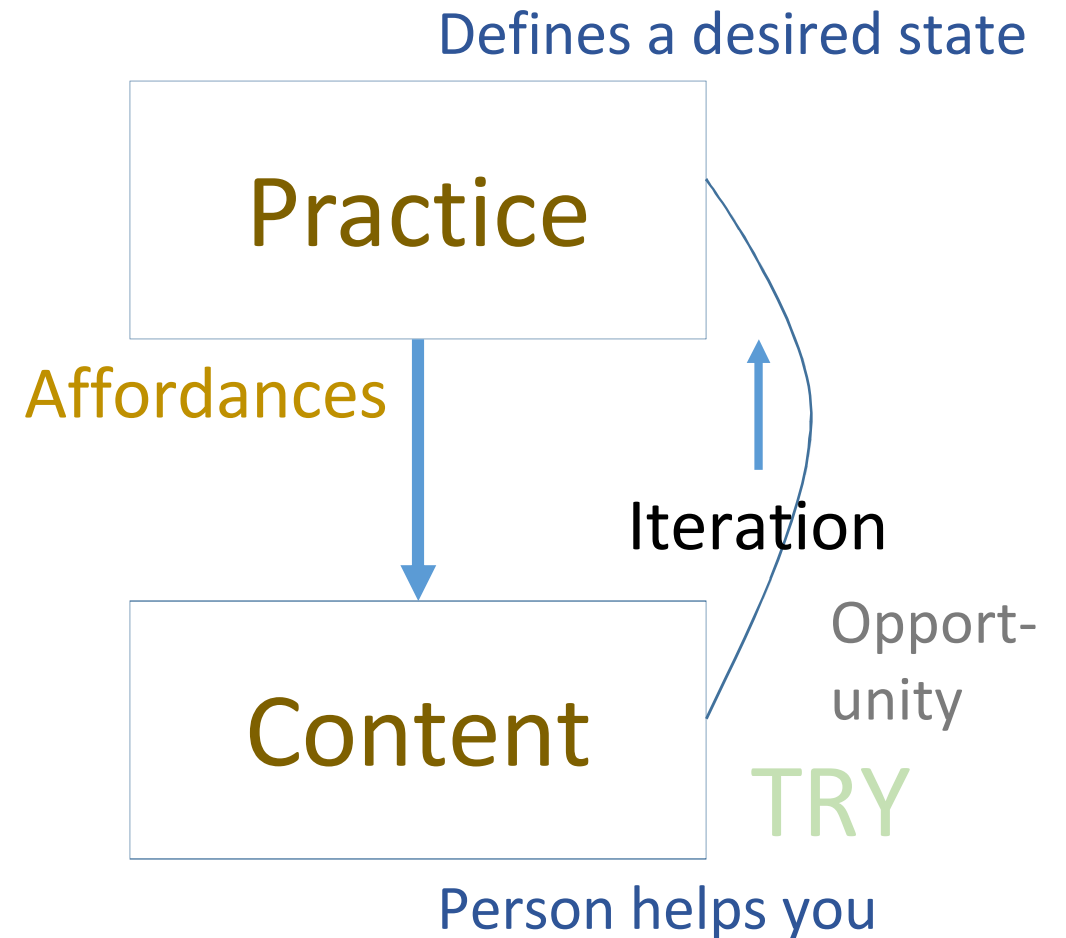 Defines a desired state
Practice
Affordances
Iteration
Opport-
unity
Content
TRY
Person helps you